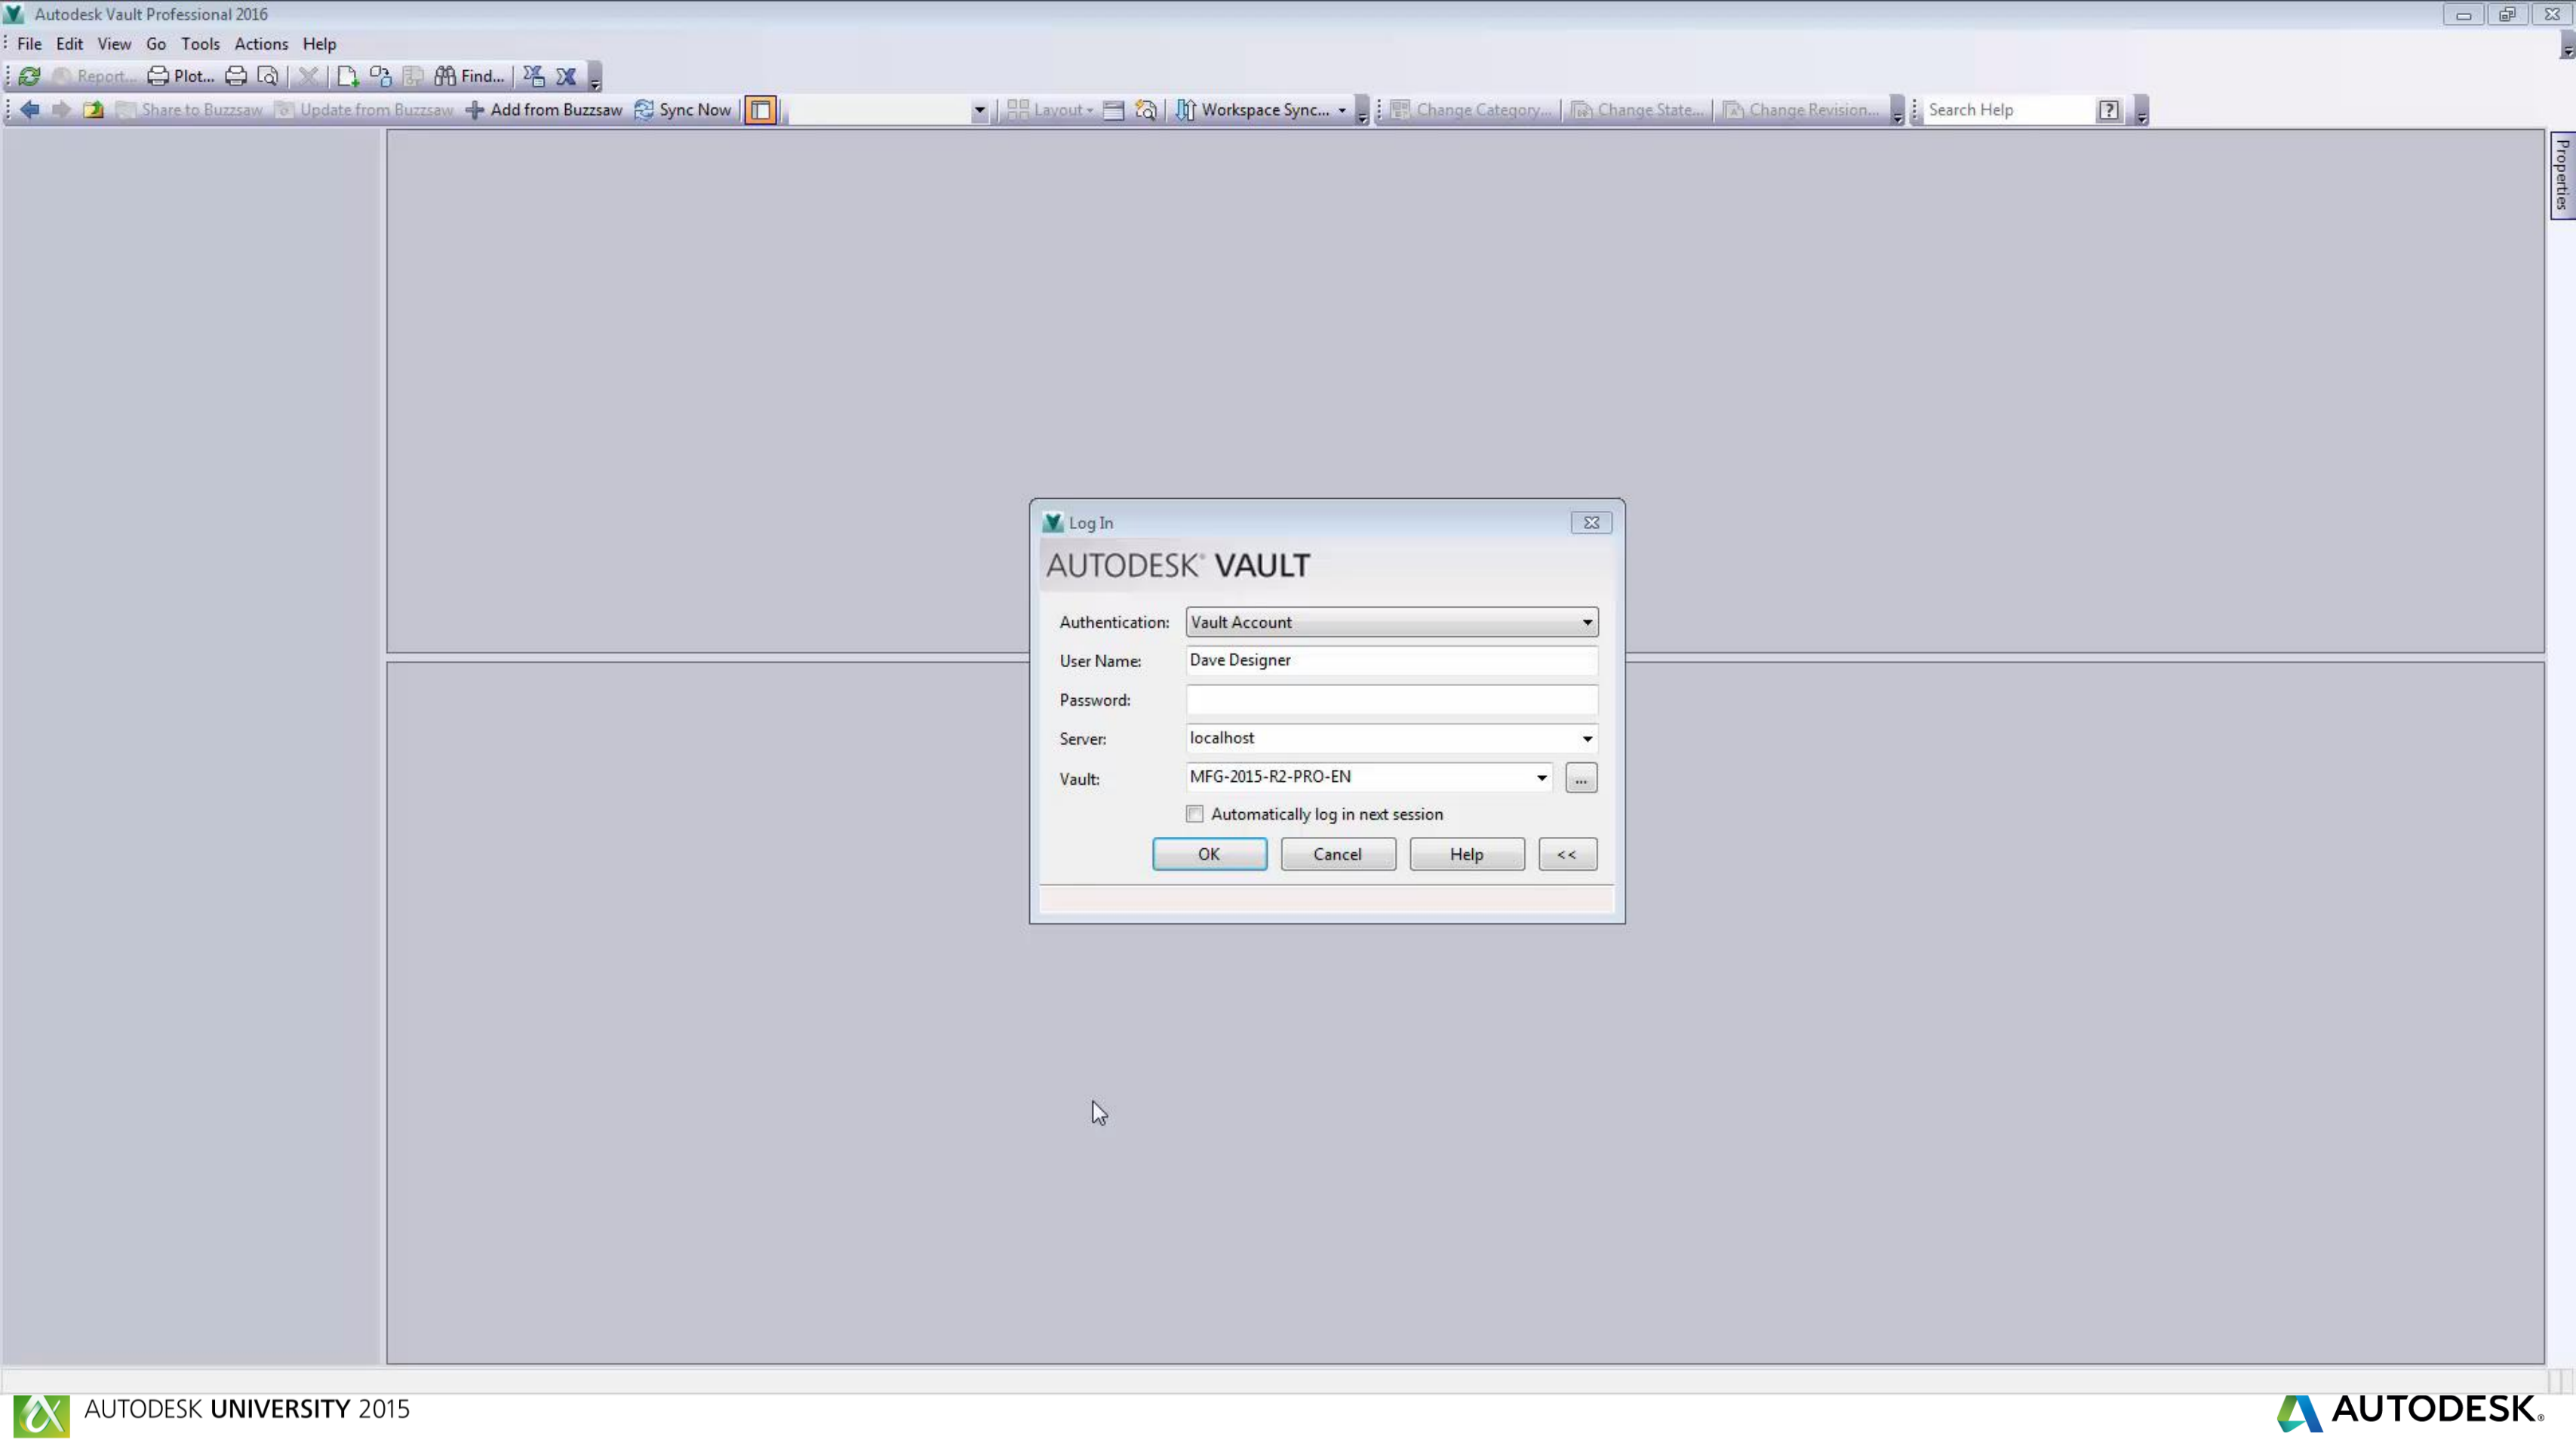 Autodesk Vault Professional 2016
File Edit View Go Tools Actions Help
Report... Plot... Find...
Share to Buzzsaw Update from Buzzsaw Add from Buzzsaw Sync Now Layout Workspace Sync... Change Category... Change State... Change Revision... Search Help
Properties
Log In
AUTODESK® VAULT
Authentication: Vault Account
User Name: Dave Designer
Password:
Server: localhost
Vault: MFG-2015-R2-PRO-EN ...
Automatically log in next session
OK Cancel Help <<
AUTODESK UNIVERSITY 2015
AUTODESK®